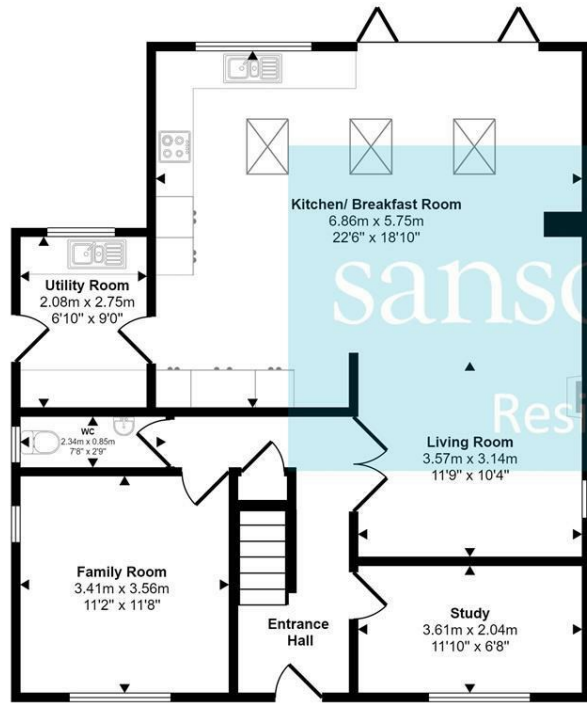 Kitchen/ Breakfast Room
6.86m x 5.75m
22'6" x 18'10"
Utility Room
2.08m x 2.75m
6'10" x 9'0"
WC
2.34m x 0.85m
7'8" x 2'9"
Living Room
3.57m x 3.14m
11'9" x 10'4"
Family Room
3.41m x 3.56m
11'2" x 11'8"
Entrance
Hall
Study
3.61m x 2.04m
11'10" x 6'8"